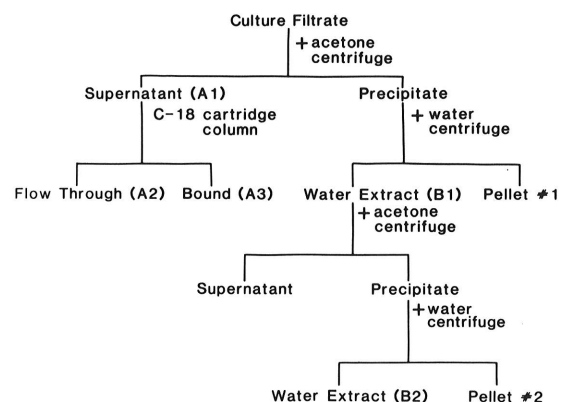 Culture Filtrate
+ acetone
centrifuge
Supernatant (A1)
Precipitate
C-18 cartridge
column
+ water
centrifuge
Flow Through (A2)
Bound (A3)
Water Extract (B1)
Pellet #1
+ acetone
centrifuge
Supernatant
Precipitate
+ water
centrifuge
Water Extract (B2)
Pellet #2